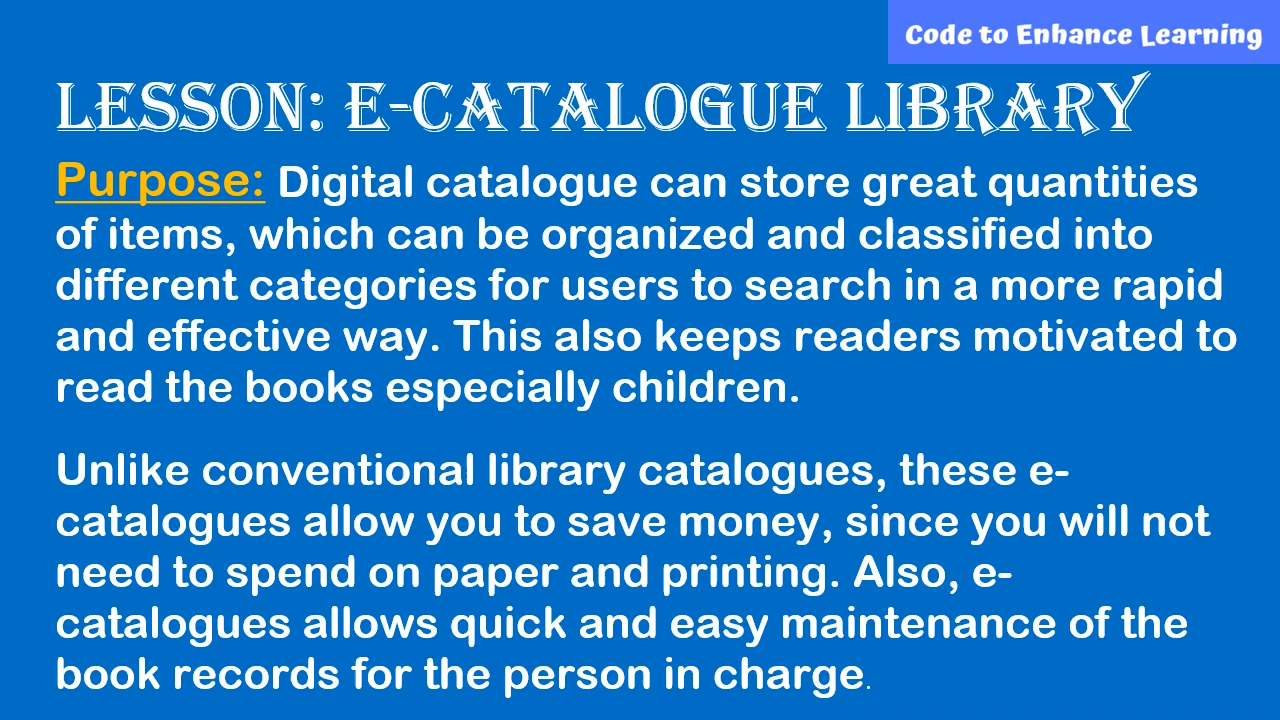 Code to Enhance Learning
LESSON: E-CATALOGUE LIBRARY
Purpose: Digital catalogue can store great quantities
of items, which can be organized and classified into
different categories for users to search in a more rapid
and effective way. This also keeps readers motivated to
read the books especially children.
Unlike conventional library catalogues, these e-
catalogues allow you to save money, since you will not
need to spend on paper and printing. Also, e-
catalogues allows quick and easy maintenance of the
book records for the person in charge.